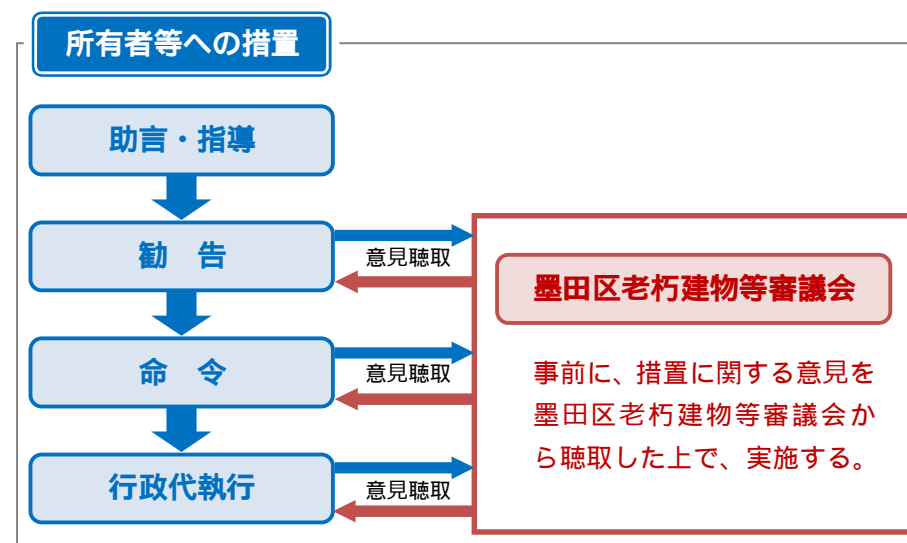 所有者等への措置
助言・指導
勧 告
意見聴取
墨田区老朽建物等審議会
命 令
意見聴取
事前に、措置に関する意見を
墨田区老朽建物等審議会か
ら聴取した上で、実施する。
行政代執行
意見聴取